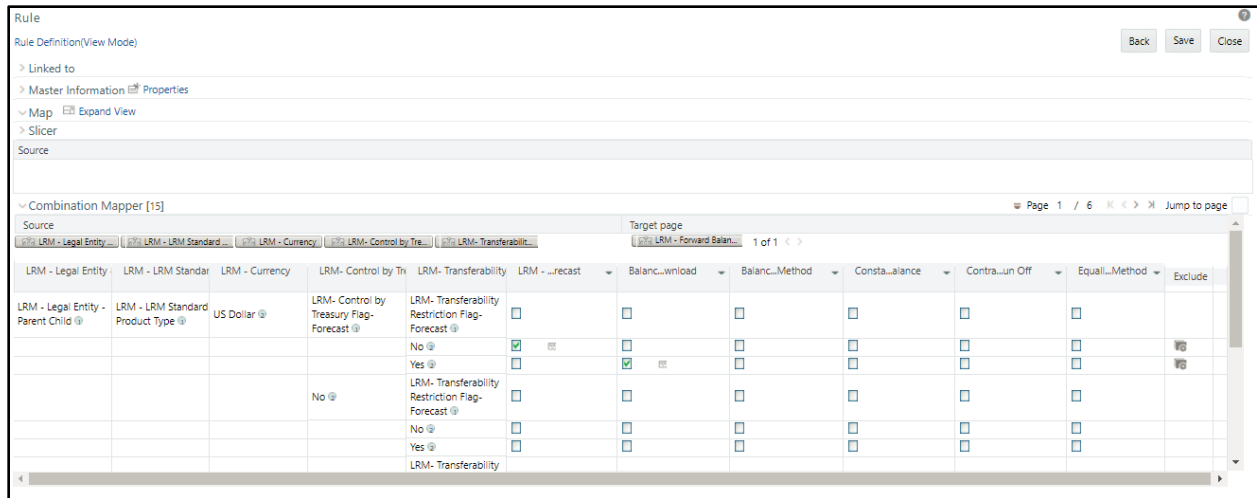 Rule
Rule Definition(View Mode)
Back Save Close
Linked to
Master Information Properties
Map Expand View
Slicer
Source
Combination Mapper [15]
Page 1 / 6 Jump to page
Source Target page
LRM - Legal Entity ... LRM - LRM Standard ... LRM - Currency LRM- Control by Tre... LRM- Transferabilit... LRM - Forward Balan... 1 of 1
LRM - Legal Entity LRM - LRM Standar LRM - Currency LRM- Control by Tr LRM- Transferability LRM - ...recast Balanc...wnload Balanc...Method Consta...alance Contra...un Off Equall...Method Exclude
LRM - Legal Entity - Parent Child LRM - LRM Standard Product Type US Dollar LRM- Control by Treasury Flag- Forecast LRM- Transferability Restriction Flag- Forecast
No
Yes
No LRM- Transferability Restriction Flag- Forecast
No
Yes
LRM- Transferability